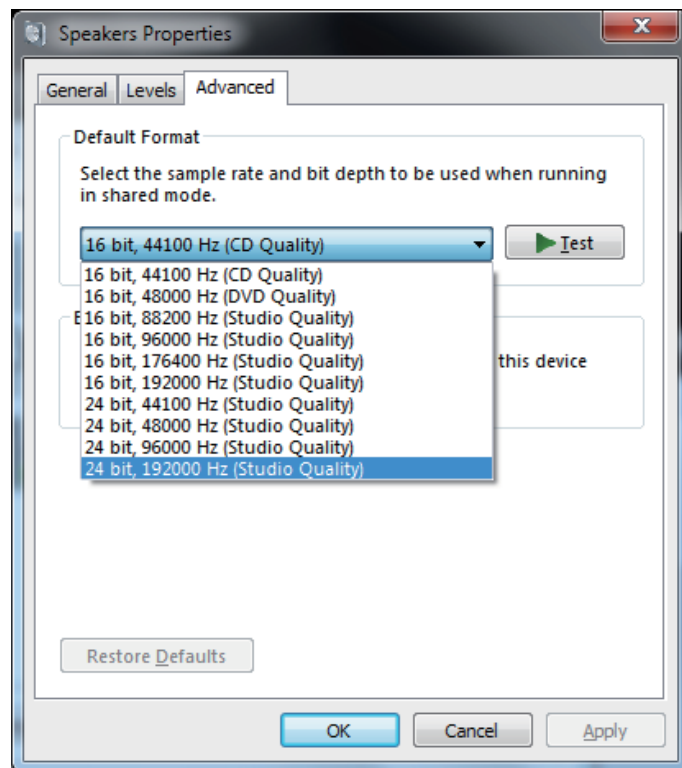 Speakers Properties
General Levels Advanced
Default Format
Select the sample rate and bit depth to be used when running
in shared mode.
16 bit, 44100 Hz (CD Quality) Test
16 bit, 44100 Hz (CD Quality)
16 bit, 48000 Hz (DVD Quality)
16 bit, 88200 Hz (Studio Quality)
16 bit, 96000 Hz (Studio Quality)
16 bit, 176400 Hz (Studio Quality) this device
16 bit, 192000 Hz (Studio Quality)
24 bit, 44100 Hz (Studio Quality)
24 bit, 48000 Hz (Studio Quality)
24 bit, 96000 Hz (Studio Quality)
24 bit, 192000 Hz (Studio Quality)
Restore Defaults
OK Cancel Apply